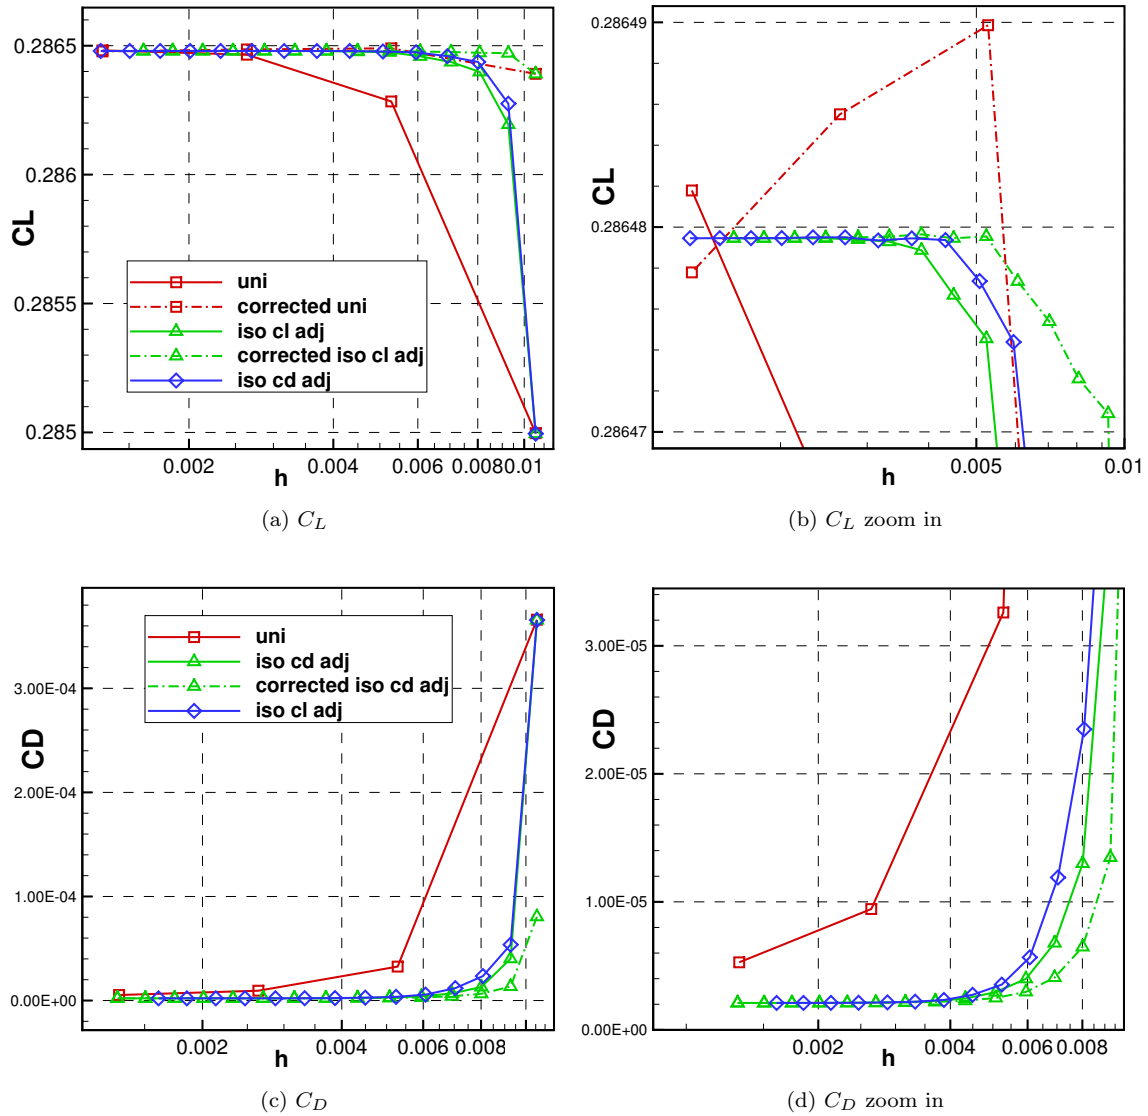 0.2865
0.286
0.2855
0.285
CL
uni
corrected uni
iso cl adj
corrected iso cl adj
iso cd adj
0.002
0.004
0.006
0.008
0.01
h
(a) C_L
0.28649
0.28648
0.28647
CL
0.005
0.01
h
(b) C_L zoom in
3.00E-04
2.00E-04
1.00E-04
0.00E+00
CD
uni
iso cd adj
corrected iso cd adj
iso cl adj
0.002
0.004
0.006
0.008
h
(c) C_D
3.00E-05
2.00E-05
1.00E-05
0.00E+00
CD
0.002
0.004
0.006
0.008
h
(d) C_D zoom in